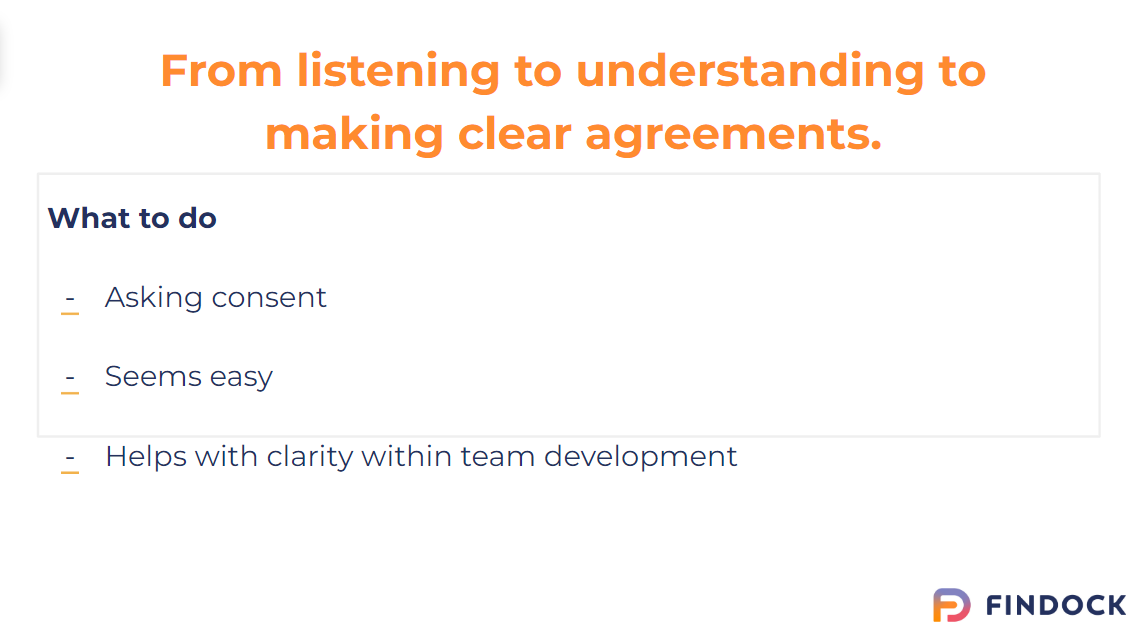 From listening to understanding to
making clear agreements.
What to do
- Asking consent
- Seems easy
- Helps with clarity within team development
FINDOCK